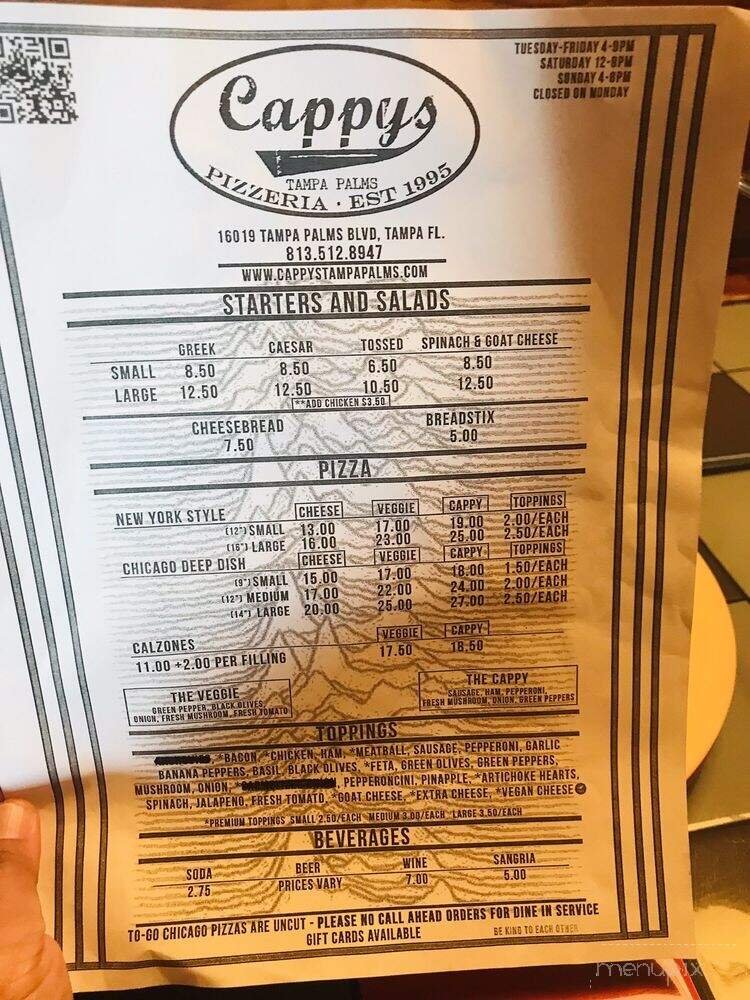 TUESDAY-FRIDAY 4-9PM
SATURDAY 12-9PM
SUNDAY 4-8PM
CLOSED ON MONDAY
Cappys
TAMPA PALMS
PIZZERIA · EST 1995
16019 TAMPA PALMS BLVD, TAMPA FL.
813.512.8947
WWW.CAPPYSTAMPAPALMS.COM
STARTERS AND SALADS
GREEK CAESAR TOSSED SPINACH & GOAT CHEESE
SMALL 8.50 8.50 6.50 8.50
LARGE 12.50 12.50 10.50 12.50
**ADD CHICKEN $3.50
CHEESEBREAD BREADSTIX
7.50 5.00
PIZZA
NEW YORK STYLE CHEESE VEGGIE CAPPY TOPPINGS
(12") SMALL 13.00 17.00 19.00 2.00/EACH
(16") LARGE 16.00 23.00 25.00 2.50/EACH
CHICAGO DEEP DISH CHEESE VEGGIE CAPPY TOPPINGS
(9") SMALL 15.00 17.00 18.00 1.50/EACH
(12") MEDIUM 17.00 22.00 24.00 2.00/EACH
(14") LARGE 20.00 25.00 27.00 2.50/EACH
CALZONES VEGGIE CAPPY
11.00 +2.00 PER FILLING 17.50 18.50
THE VEGGIE
GREEN PEPPER, BLACK OLIVES,
ONION, FRESH MUSHROOM, FRESH TOMATO
THE CAPPY
SAUSAGE, HAM, PEPPERONI,
FRESH MUSHROOM, ONION, GREEN PEPPERS
TOPPINGS
*BACON, *CHICKEN, HAM, *MEATBALL, SAUSAGE, PEPPERONI, GARLIC
BANANA PEPPERS, BASIL, BLACK OLIVES, *FETA, GREEN OLIVES, GREEN PEPPERS,
MUSHROOM, ONION, * , PEPPERONCINI, PINAPPLE, *ARTICHOKE HEARTS,
SPINACH, JALAPENO, FRESH TOMATO, *GOAT CHEESE, *EXTRA CHEESE, *VEGAN CHEESE
*PREMIUM TOPPINGS SMALL 2.50/EACH MEDIUM 3.00/EACH LARGE 3.50/EACH
BEVERAGES
SODA BEER WINE SANGRIA
2.75 PRICES VARY 7.00 5.00
TO-GO CHICAGO PIZZAS ARE UNCUT - PLEASE NO CALL AHEAD ORDERS FOR DINE IN SERVICE
GIFT CARDS AVAILABLE BE KIND TO EACH OTHER
menupix